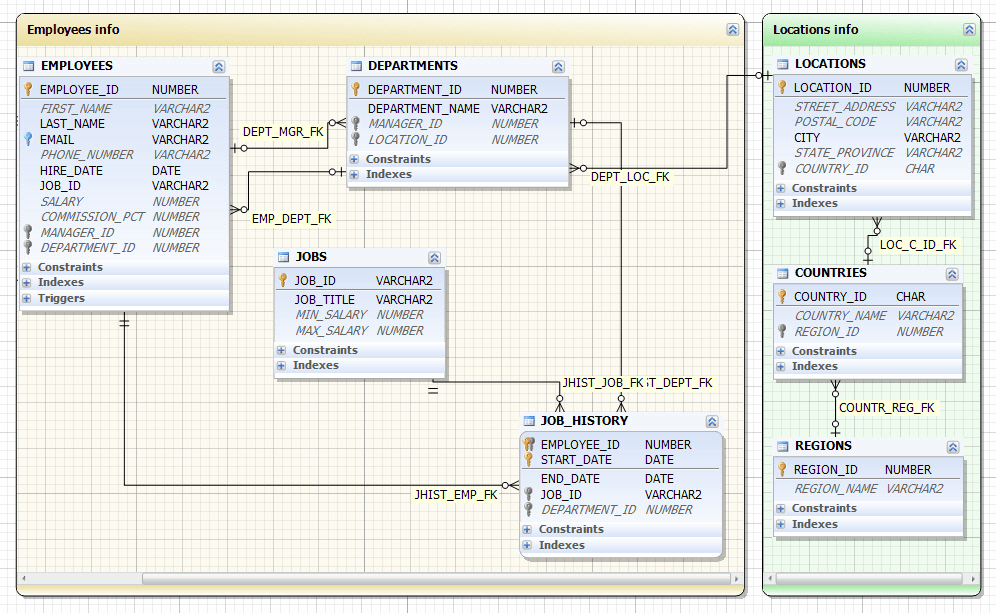 Employees info
EMPLOYEES
EMPLOYEE_ID NUMBER
FIRST_NAME VARCHAR2
LAST_NAME VARCHAR2
EMAIL VARCHAR2
PHONE_NUMBER VARCHAR2
HIRE_DATE DATE
JOB_ID VARCHAR2
SALARY NUMBER
COMMISSION_PCT NUMBER
MANAGER_ID NUMBER
DEPARTMENT_ID NUMBER
Constraints
Indexes
Triggers
DEPT_MGR_FK
EMP_DEPT_FK
DEPARTMENTS
DEPARTMENT_ID NUMBER
DEPARTMENT_NAME VARCHAR2
MANAGER_ID NUMBER
LOCATION_ID NUMBER
Constraints
Indexes
DEPT_LOC_FK
JOBS
JOB_ID VARCHAR2
JOB_TITLE VARCHAR2
MIN_SALARY NUMBER
MAX_SALARY NUMBER
Constraints
Indexes
JHIST_JOB_FK
ST_DEPT_FK
JOB_HISTORY
EMPLOYEE_ID NUMBER
START_DATE DATE
END_DATE DATE
JOB_ID VARCHAR2
DEPARTMENT_ID NUMBER
Constraints
Indexes
JHIST_EMP_FK
Locations info
LOCATIONS
LOCATION_ID NUMBER
STREET_ADDRESS VARCHAR2
POSTAL_CODE VARCHAR2
CITY VARCHAR2
STATE_PROVINCE VARCHAR2
COUNTRY_ID CHAR
Constraints
Indexes
LOC_C_ID_FK
COUNTRIES
COUNTRY_ID CHAR
COUNTRY_NAME VARCHAR2
REGION_ID NUMBER
Constraints
Indexes
COUNTR_REG_FK
REGIONS
REGION_ID NUMBER
REGION_NAME VARCHAR2
Constraints
Indexes